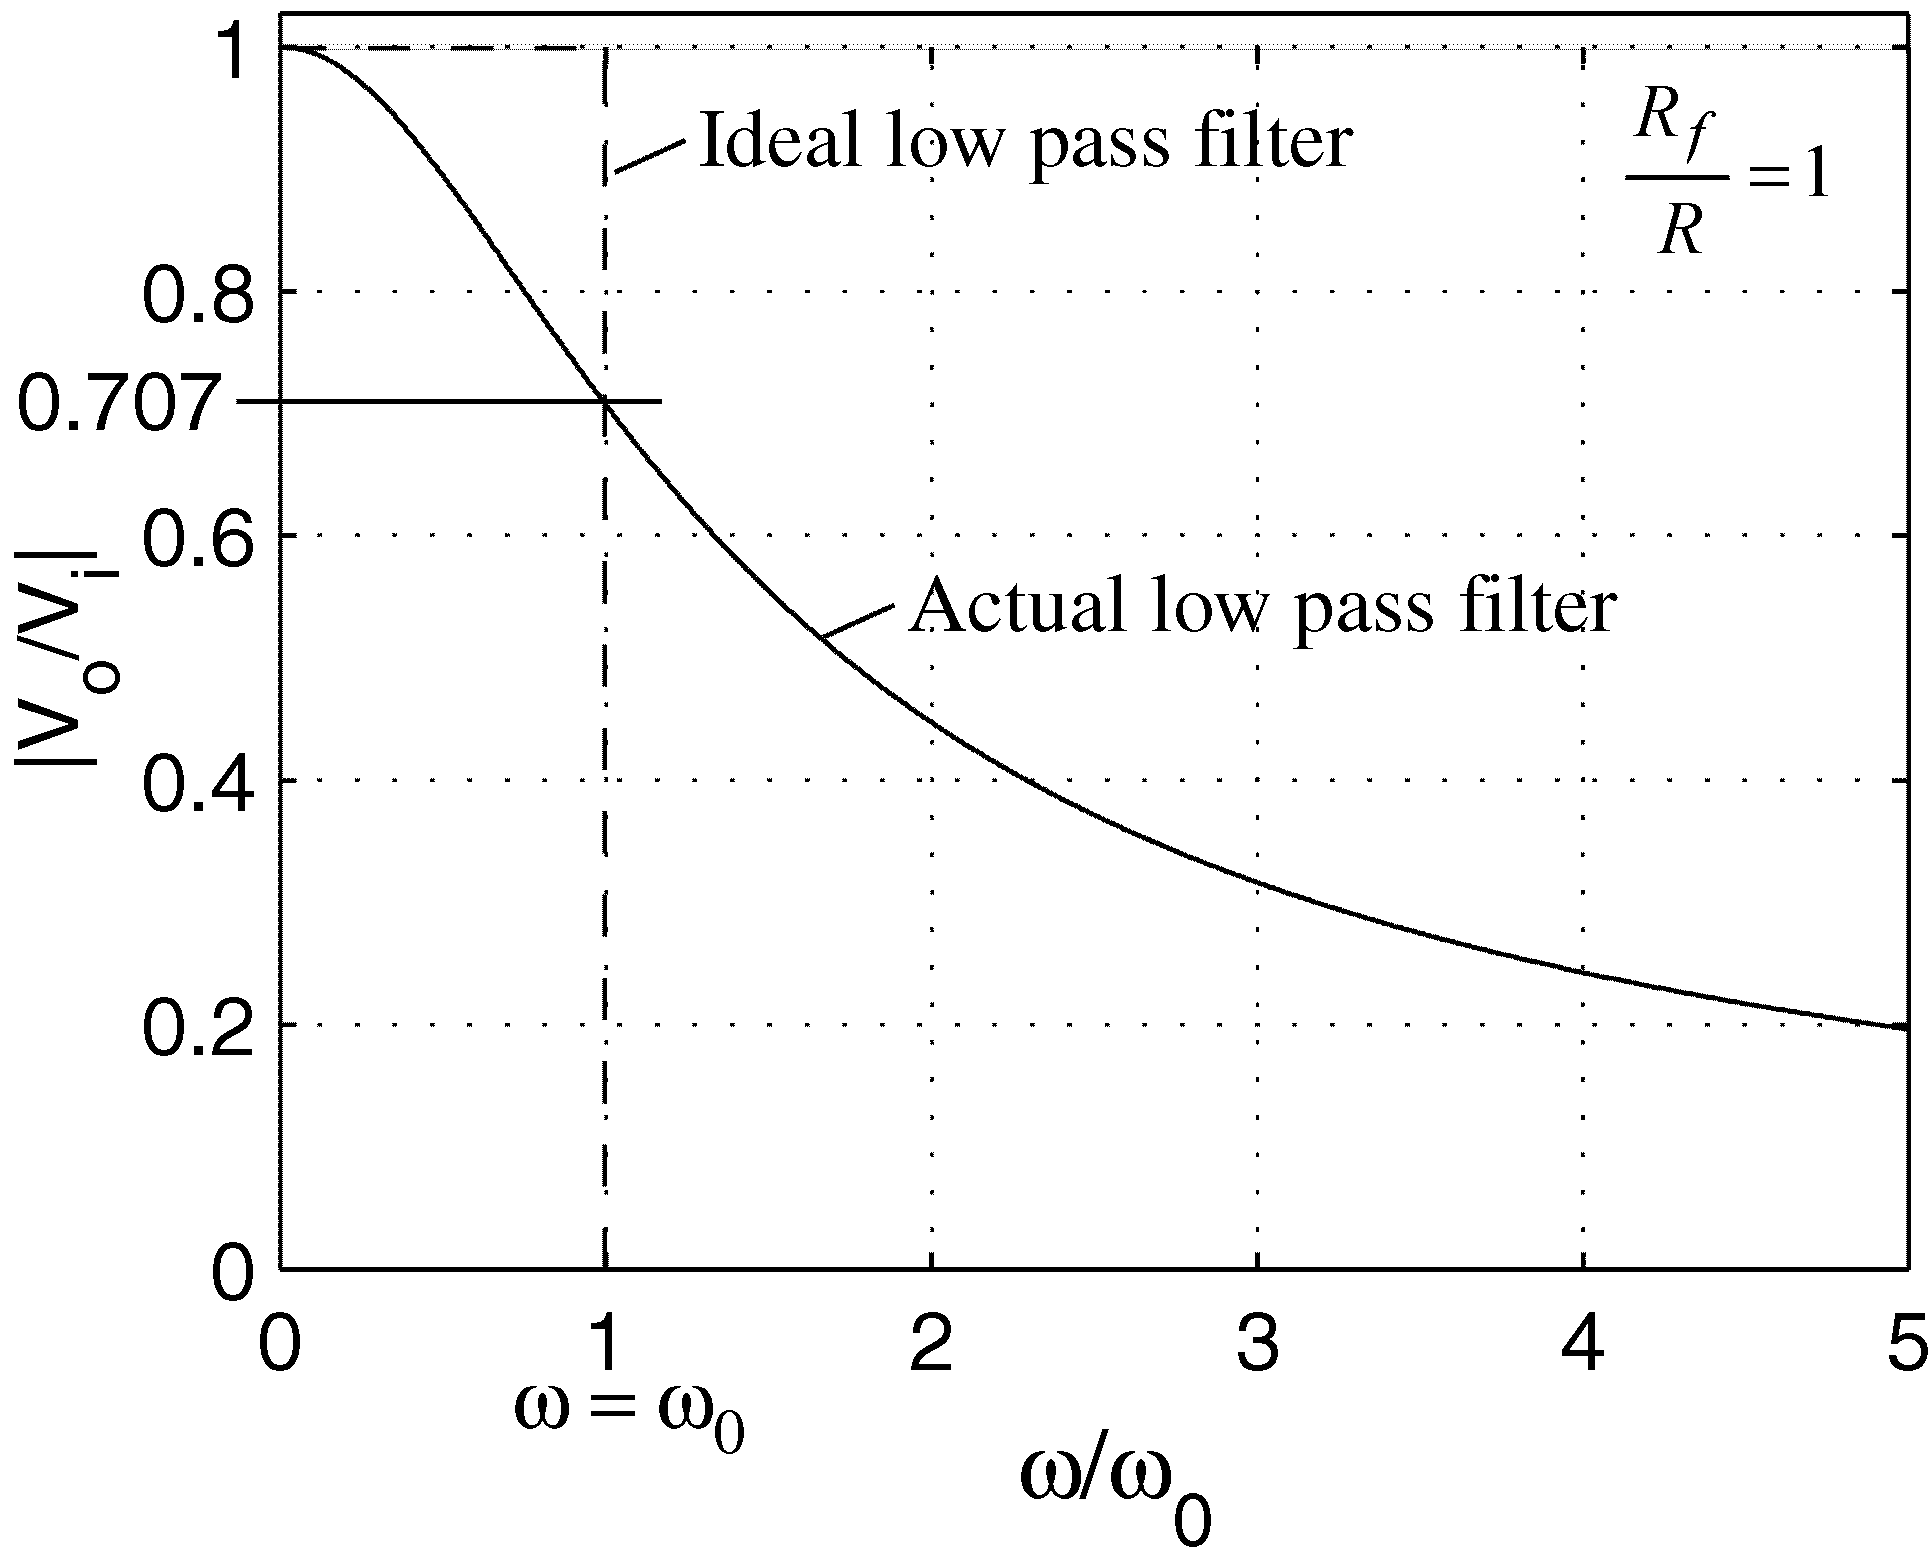 1
Ideal low pass filter
R_f
— = 1
R
0.8
0.707
0.6
Actual low pass filter
|V_o/V_i|
0.4
0.2
0
0 1 2 3 4 5
ω = ω_0
ω/ω_0